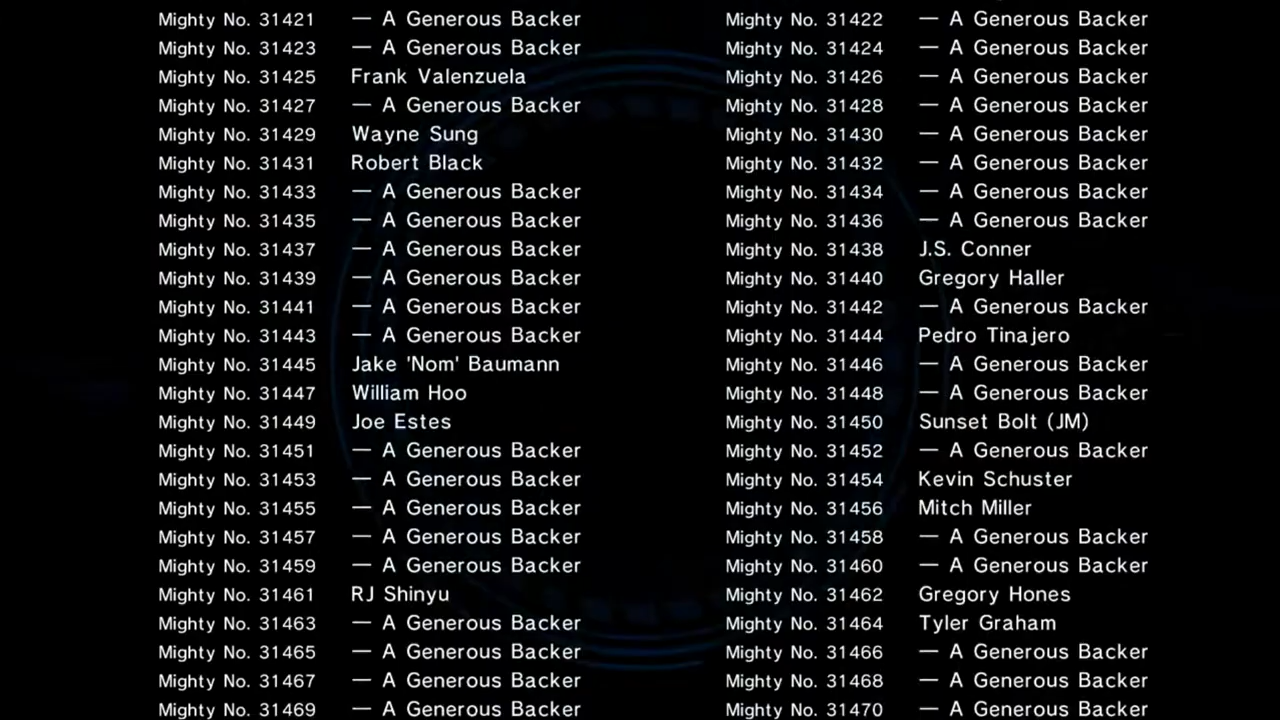 Mighty No. 31421 — A Generous Backer Mighty No. 31422 — A Generous Backer
Mighty No. 31423 — A Generous Backer Mighty No. 31424 — A Generous Backer
Mighty No. 31425 Frank Valenzuela Mighty No. 31426 — A Generous Backer
Mighty No. 31427 — A Generous Backer Mighty No. 31428 — A Generous Backer
Mighty No. 31429 Wayne Sung Mighty No. 31430 — A Generous Backer
Mighty No. 31431 Robert Black Mighty No. 31432 — A Generous Backer
Mighty No. 31433 — A Generous Backer Mighty No. 31434 — A Generous Backer
Mighty No. 31435 — A Generous Backer Mighty No. 31436 — A Generous Backer
Mighty No. 31437 — A Generous Backer Mighty No. 31438 J.S. Conner
Mighty No. 31439 — A Generous Backer Mighty No. 31440 Gregory Haller
Mighty No. 31441 — A Generous Backer Mighty No. 31442 — A Generous Backer
Mighty No. 31443 — A Generous Backer Mighty No. 31444 Pedro Tinajero
Mighty No. 31445 Jake 'Nom' Baumann Mighty No. 31446 — A Generous Backer
Mighty No. 31447 William Hoo Mighty No. 31448 — A Generous Backer
Mighty No. 31449 Joe Estes Mighty No. 31450 Sunset Bolt (JM)
Mighty No. 31451 — A Generous Backer Mighty No. 31452 — A Generous Backer
Mighty No. 31453 — A Generous Backer Mighty No. 31454 Kevin Schuster
Mighty No. 31455 — A Generous Backer Mighty No. 31456 Mitch Miller
Mighty No. 31457 — A Generous Backer Mighty No. 31458 — A Generous Backer
Mighty No. 31459 — A Generous Backer Mighty No. 31460 — A Generous Backer
Mighty No. 31461 RJ Shinyu Mighty No. 31462 Gregory Hones
Mighty No. 31463 — A Generous Backer Mighty No. 31464 Tyler Graham
Mighty No. 31465 — A Generous Backer Mighty No. 31466 — A Generous Backer
Mighty No. 31467 — A Generous Backer Mighty No. 31468 — A Generous Backer
Mighty No. 31469 — A Generous Backer Mighty No. 31470 — A Generous Backer